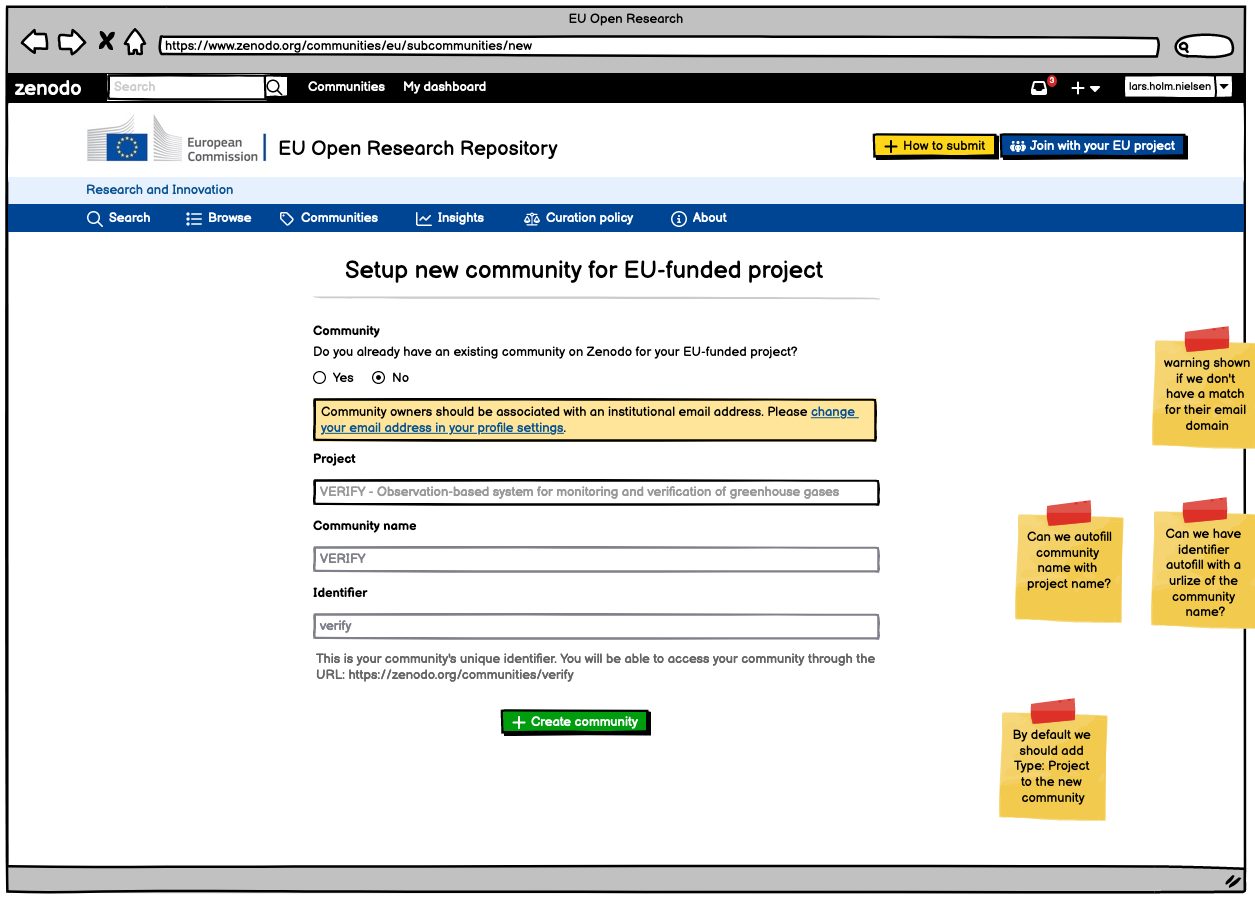 EU Open Research
https://www.zenodo.org/communities/eu/subcommunities/new
zenodo
Search
Communities
My dashboard
3
lars.holm.nielsen
European
Commission
EU Open Research Repository
How to submit
Join with your EU project
Research and Innovation
Search
Browse
Communities
Insights
Curation policy
About
Setup new community for EU-funded project
Community
Do you already have an existing community on Zenodo for your EU-funded project?
Yes
No
Community owners should be associated with an institutional email address. Please change
your email address in your profile settings.
Project
VERIFY - Observation-based system for monitoring and verification of greenhouse gases
Community name
VERIFY
Identifier
verify
This is your community's unique identifier. You will be able to access your community through the
URL: https://zenodo.org/communities/verify
Create community
warning shown
if we don't
have a match
for their email
domain
Can we autofill
community
name with
project name?
Can we have
identifier
autofill with a
urlize of the
community
name?
By default we
should add
Type: Project
to the new
community